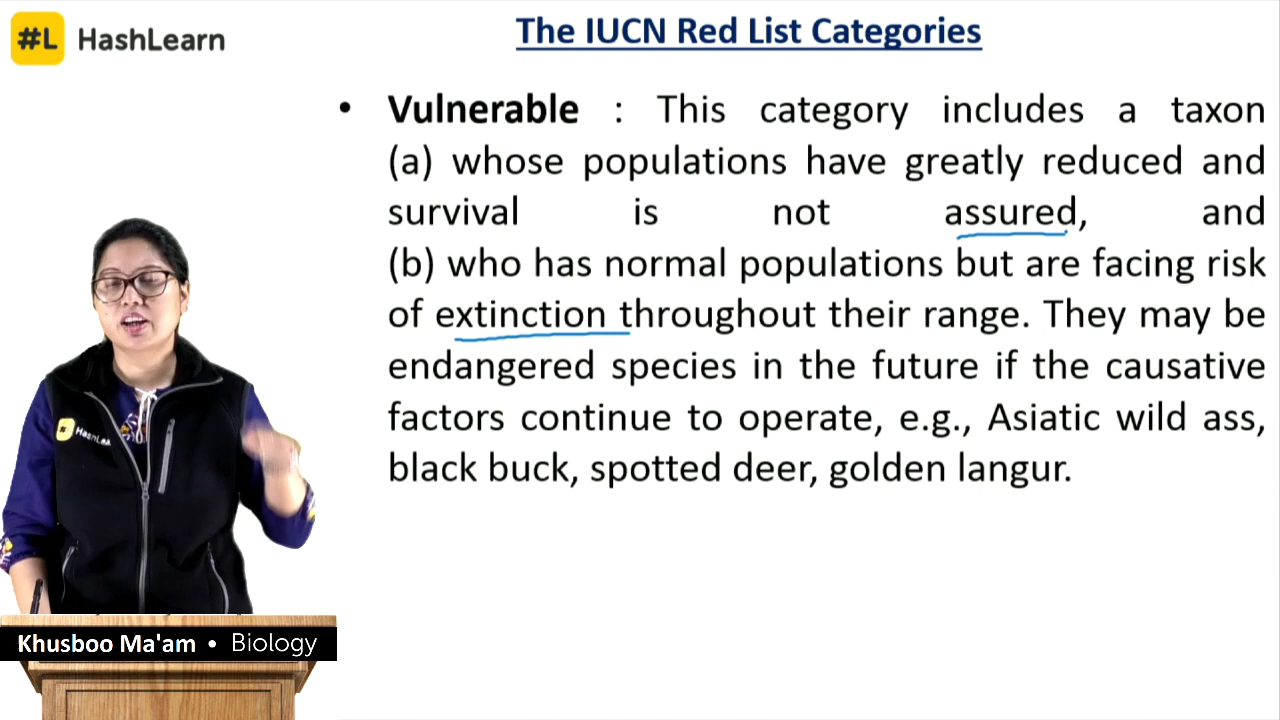 #L HashLearn
The IUCN Red List Categories
• Vulnerable : This category includes a taxon
(a) whose populations have greatly reduced and
survival is not assured, and
(b) who has normal populations but are facing risk
of extinction throughout their range. They may be
endangered species in the future if the causative
factors continue to operate, e.g., Asiatic wild ass,
black buck, spotted deer, golden langur.
# HashLea
Khusboo Ma'am • Biology